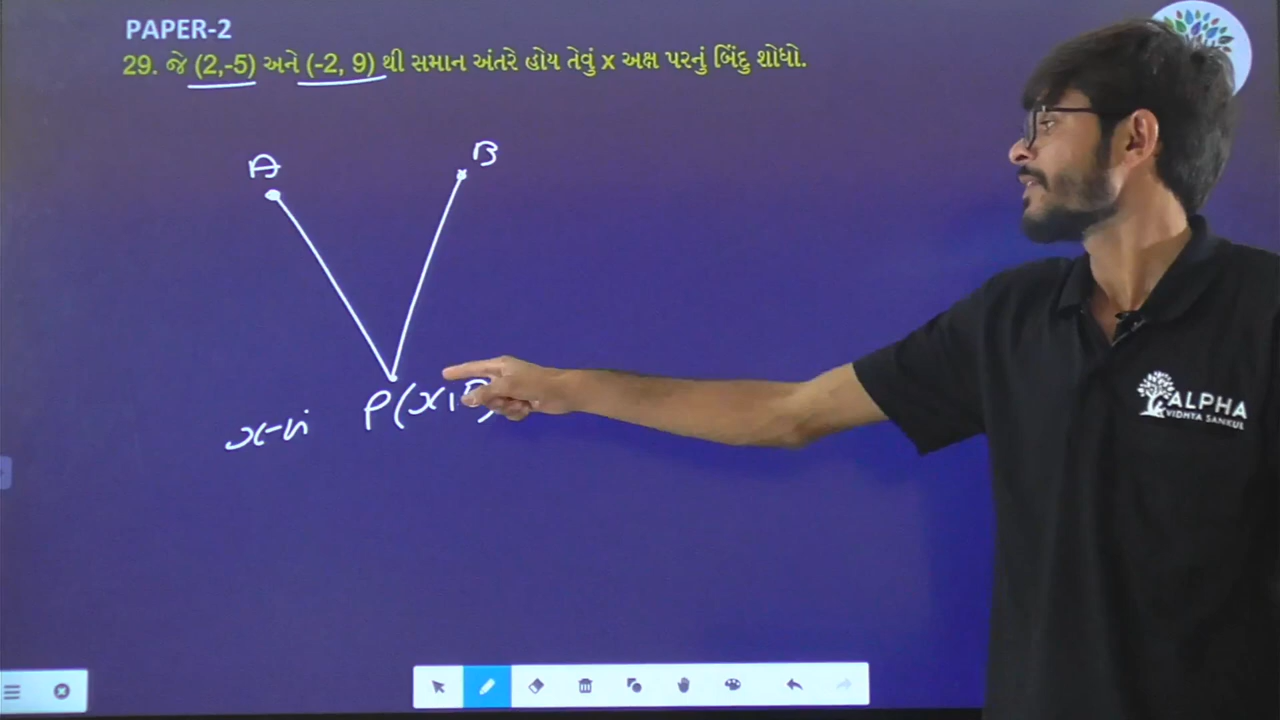 PAPER-2
29. જે (2,-5) અને (-2, 9) થી સમાન અંતરે હોય તેવું x અક્ષ પરનું બિંદુ શોધો.
A
B
P(x,
ALPHA
VIDHYA SANKUL